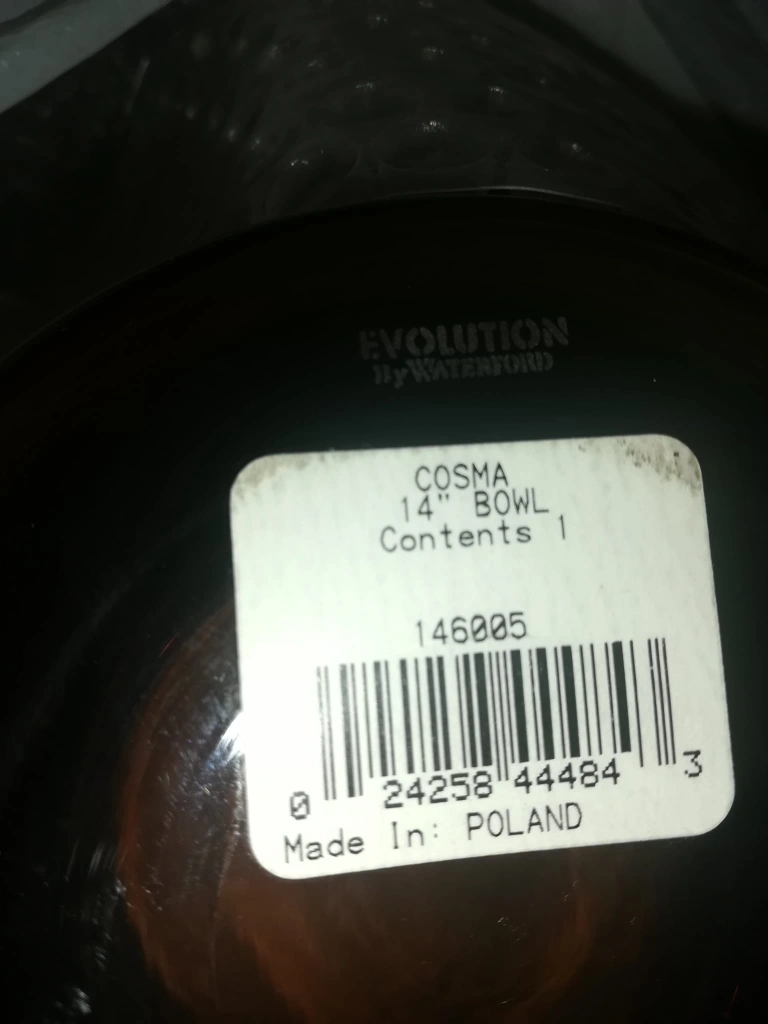 EVOLUTION
By WATERFORD
COSMA
14" BOWL
Contents 1
146005
0 24258 44484 3
Made In: POLAND